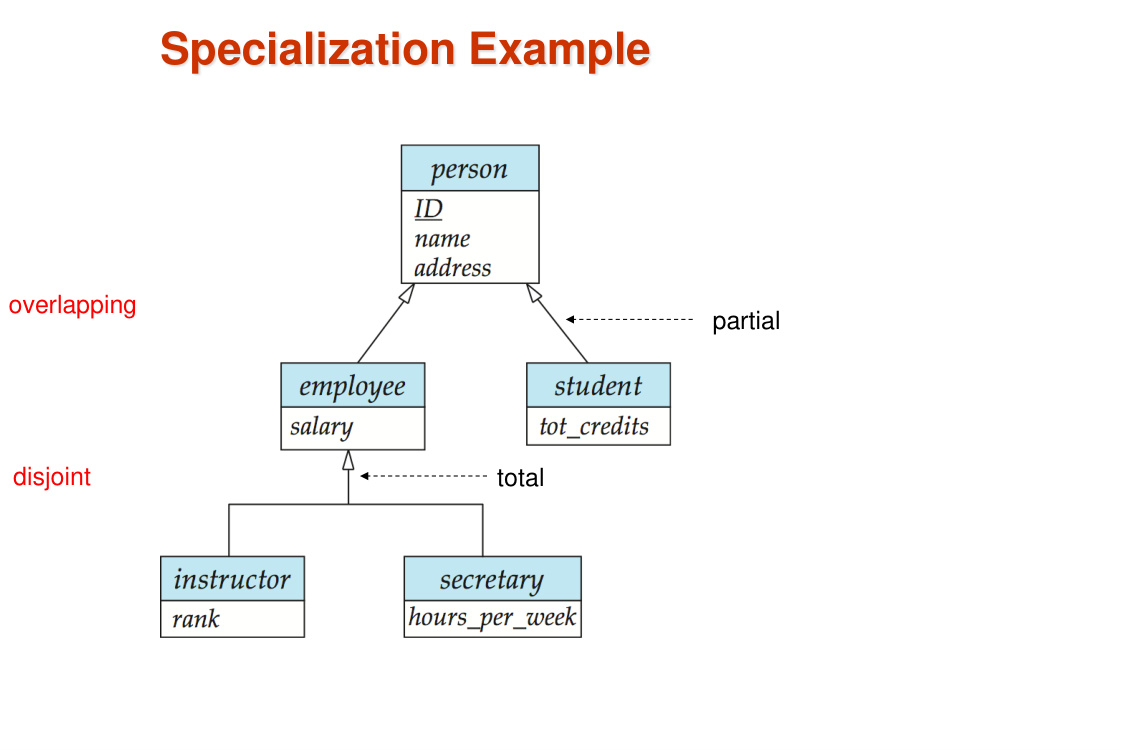 Specialization Example
person
ID
name
address
overlapping
partial
employee
salary
student
tot_credits
disjoint
total
instructor
rank
secretary
hours_per_week